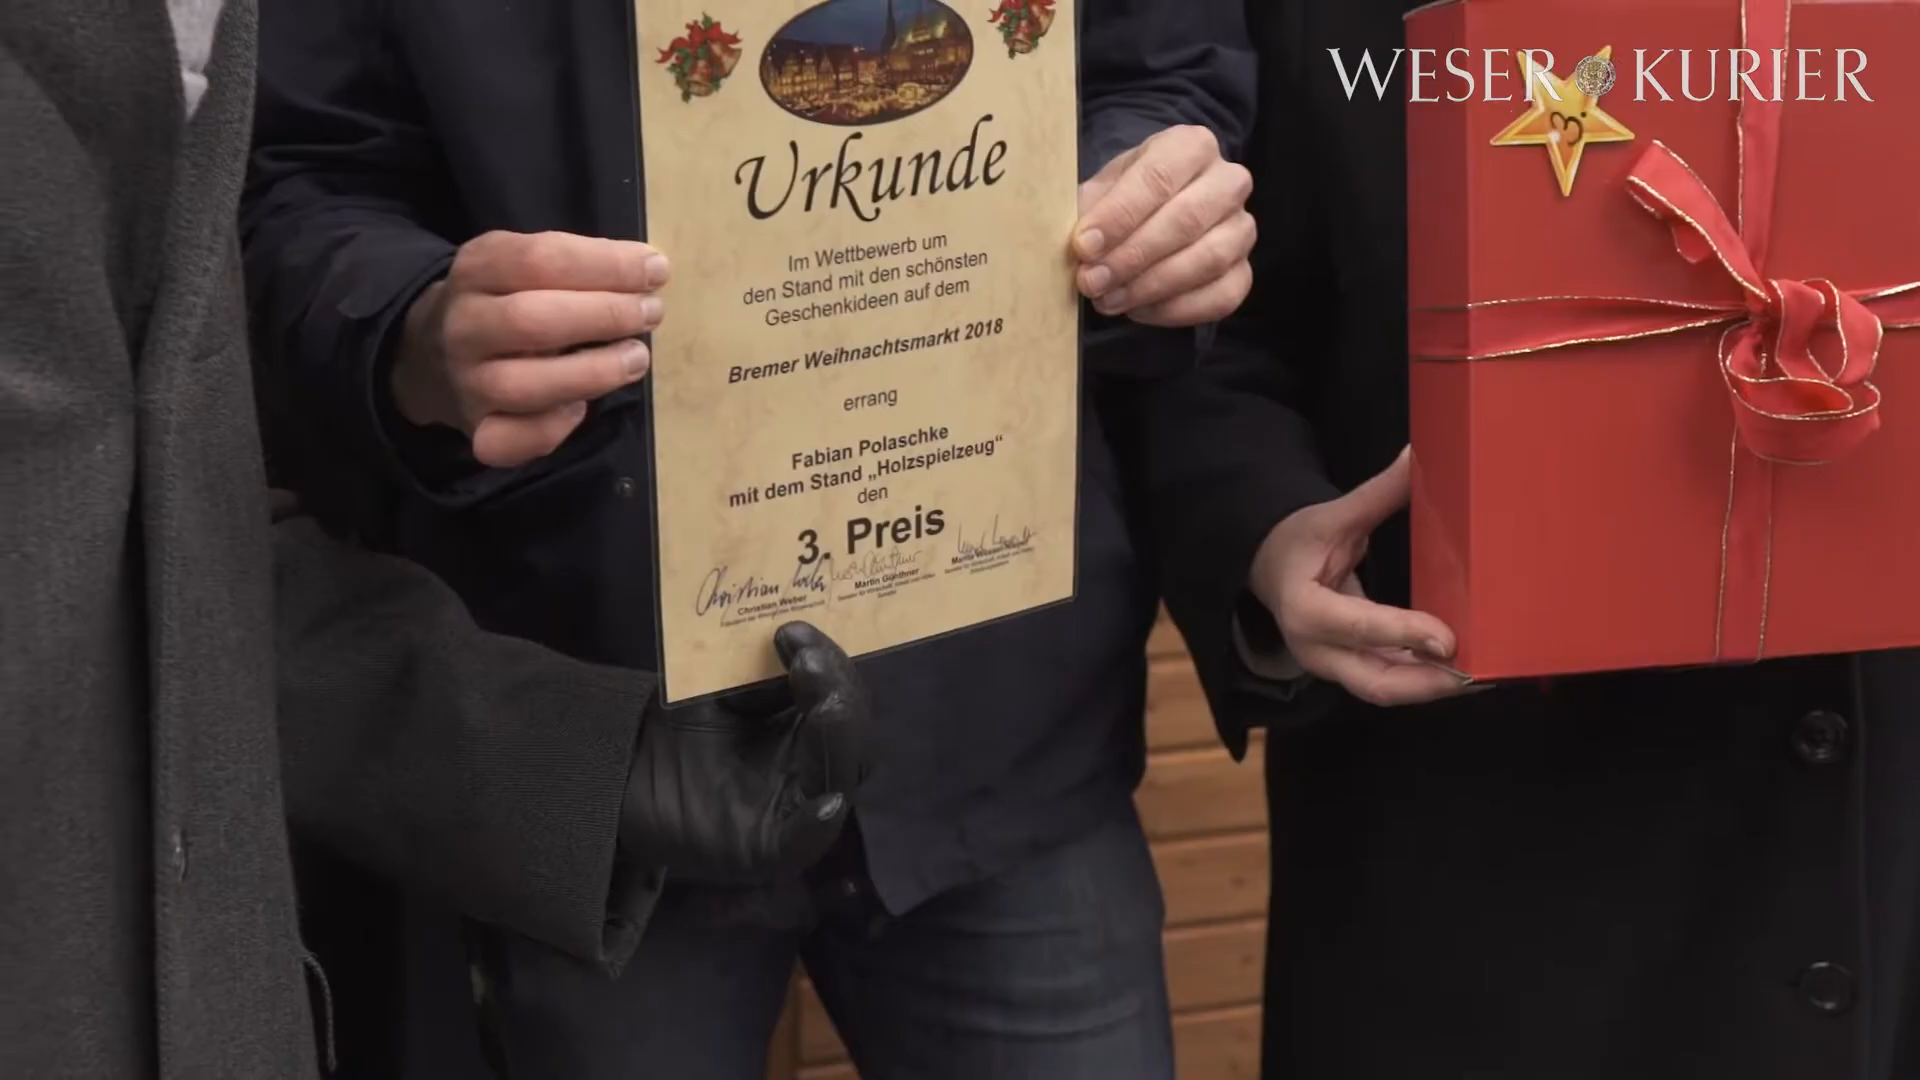 WESER KURIER
3.
Urkunde
Im Wettbewerb um
den Stand mit den schönsten
Geschenkideen auf dem
Bremer Weihnachtsmarkt 2018
errang
Fabian Polaschke
mit dem Stand „Holzspielzeug“
den
3. Preis
Christian Weber
Martin Günthner